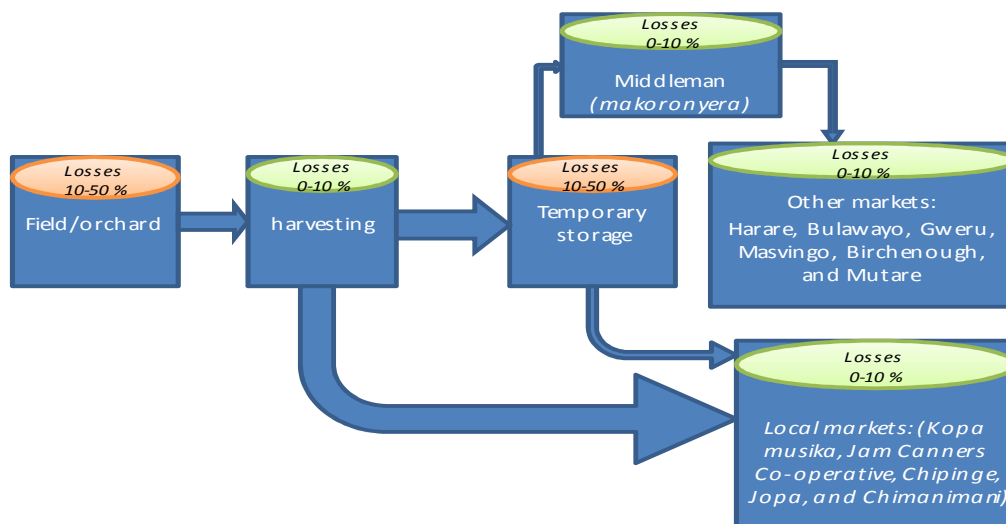 Losses
10-50 %
Field/orchard
Losses
0-10 %
harvesting
Losses
10-50 %
Temporary
storage
Losses
0-10 %
Middleman
(makoronyera)
Losses
0-10 %
Other markets:
Harare, Bulawayo, Gweru,
Masvingo, Birchenough,
and Mutare
Losses
0-10 %
Local markets: (Kopa
musika, Jam Canners
Co-operative, Chipinge,
Jopa, and Chimanimani)